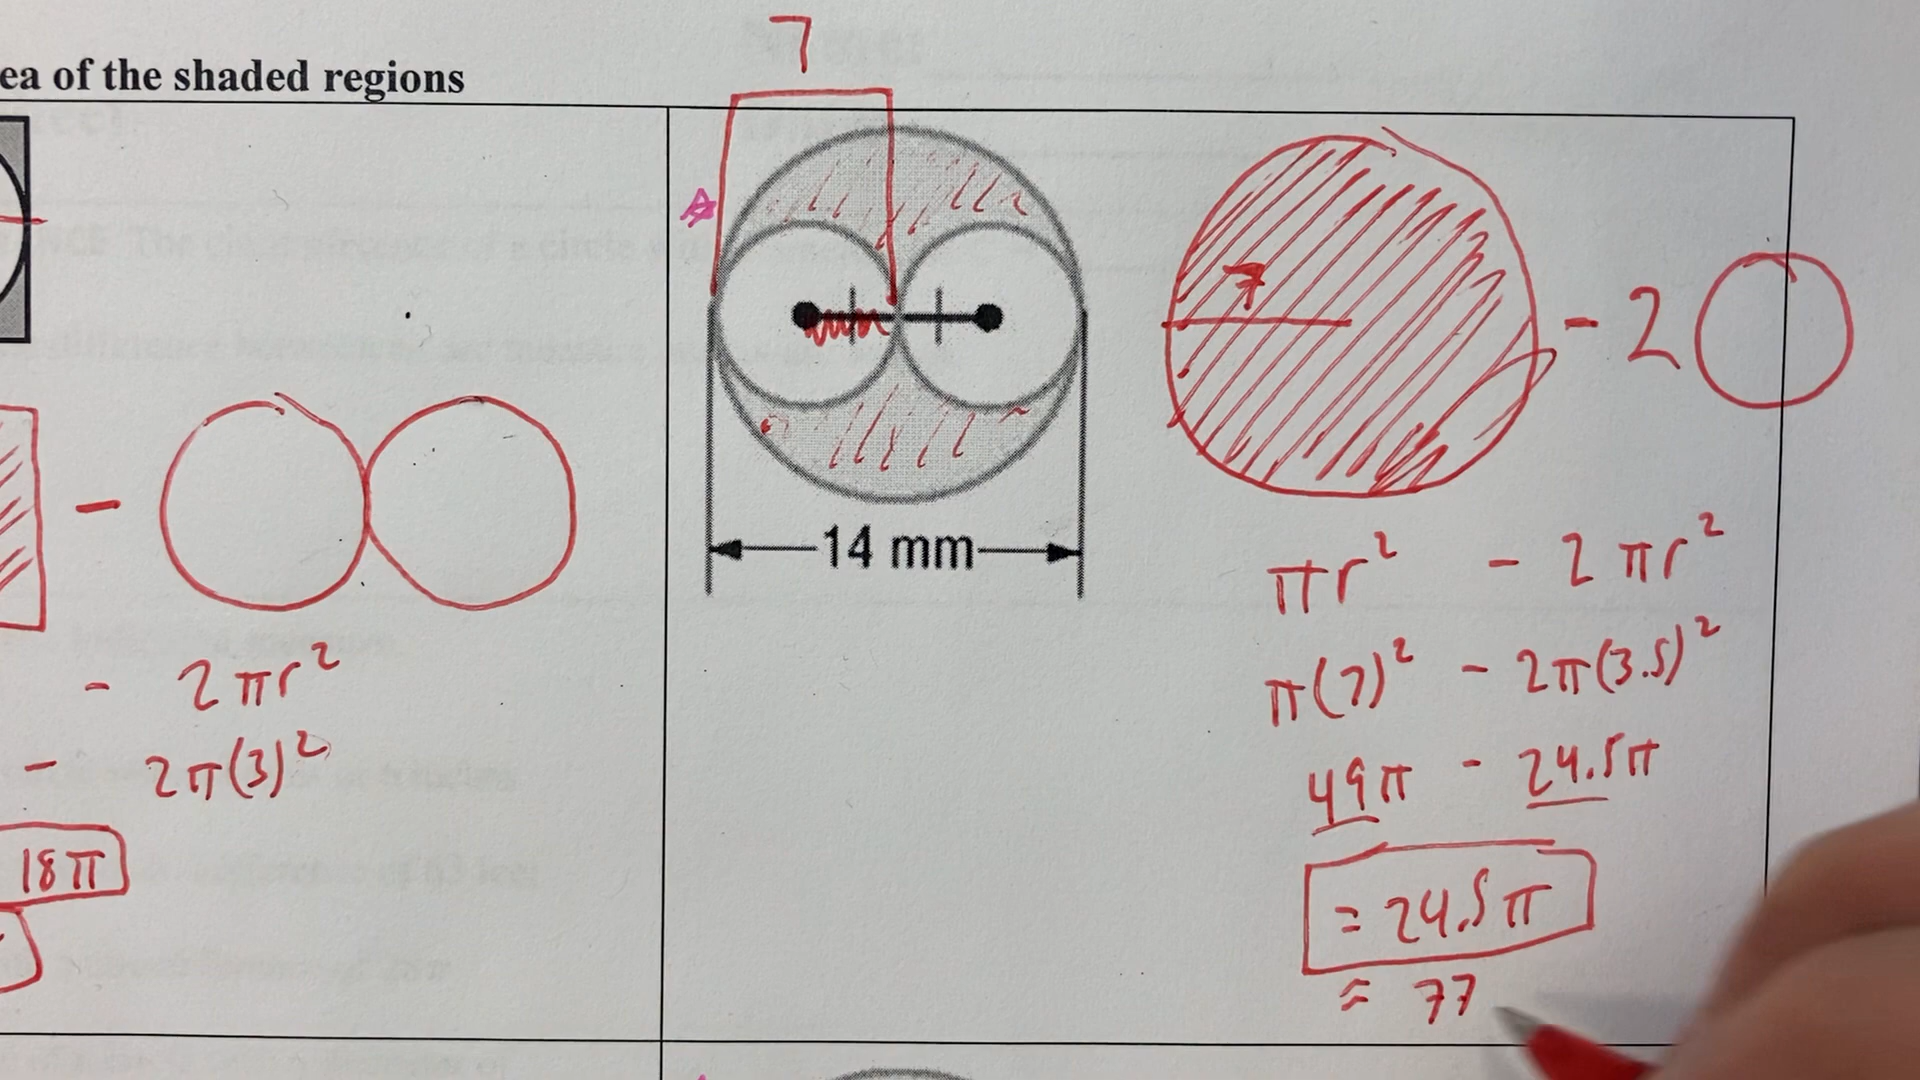 7
ea of the shaded regions
7
- 2
14 mm
πr² - 2πr²
π(7)² - 2π(3.5)²
49π - 24.5π
= 24.5π
≈ 77
-
- 2πr²
- 2π(3)²
18π